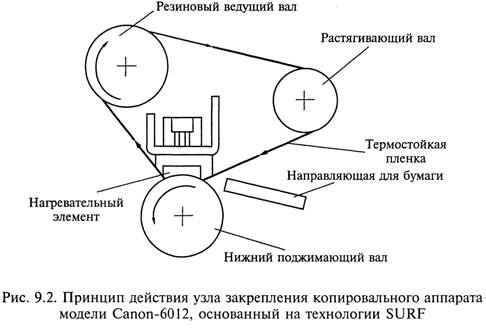 Резиновый ведущий вал
Растягивающий вал
Термостойкая
пленка
Направляющая для бумаги
Нагревательный
элемент
Нижний поджимающий вал
Рис. 9.2. Принцип действия узла закрепления копировального аппарата
модели Canon-6012, основанный на технологии SURF